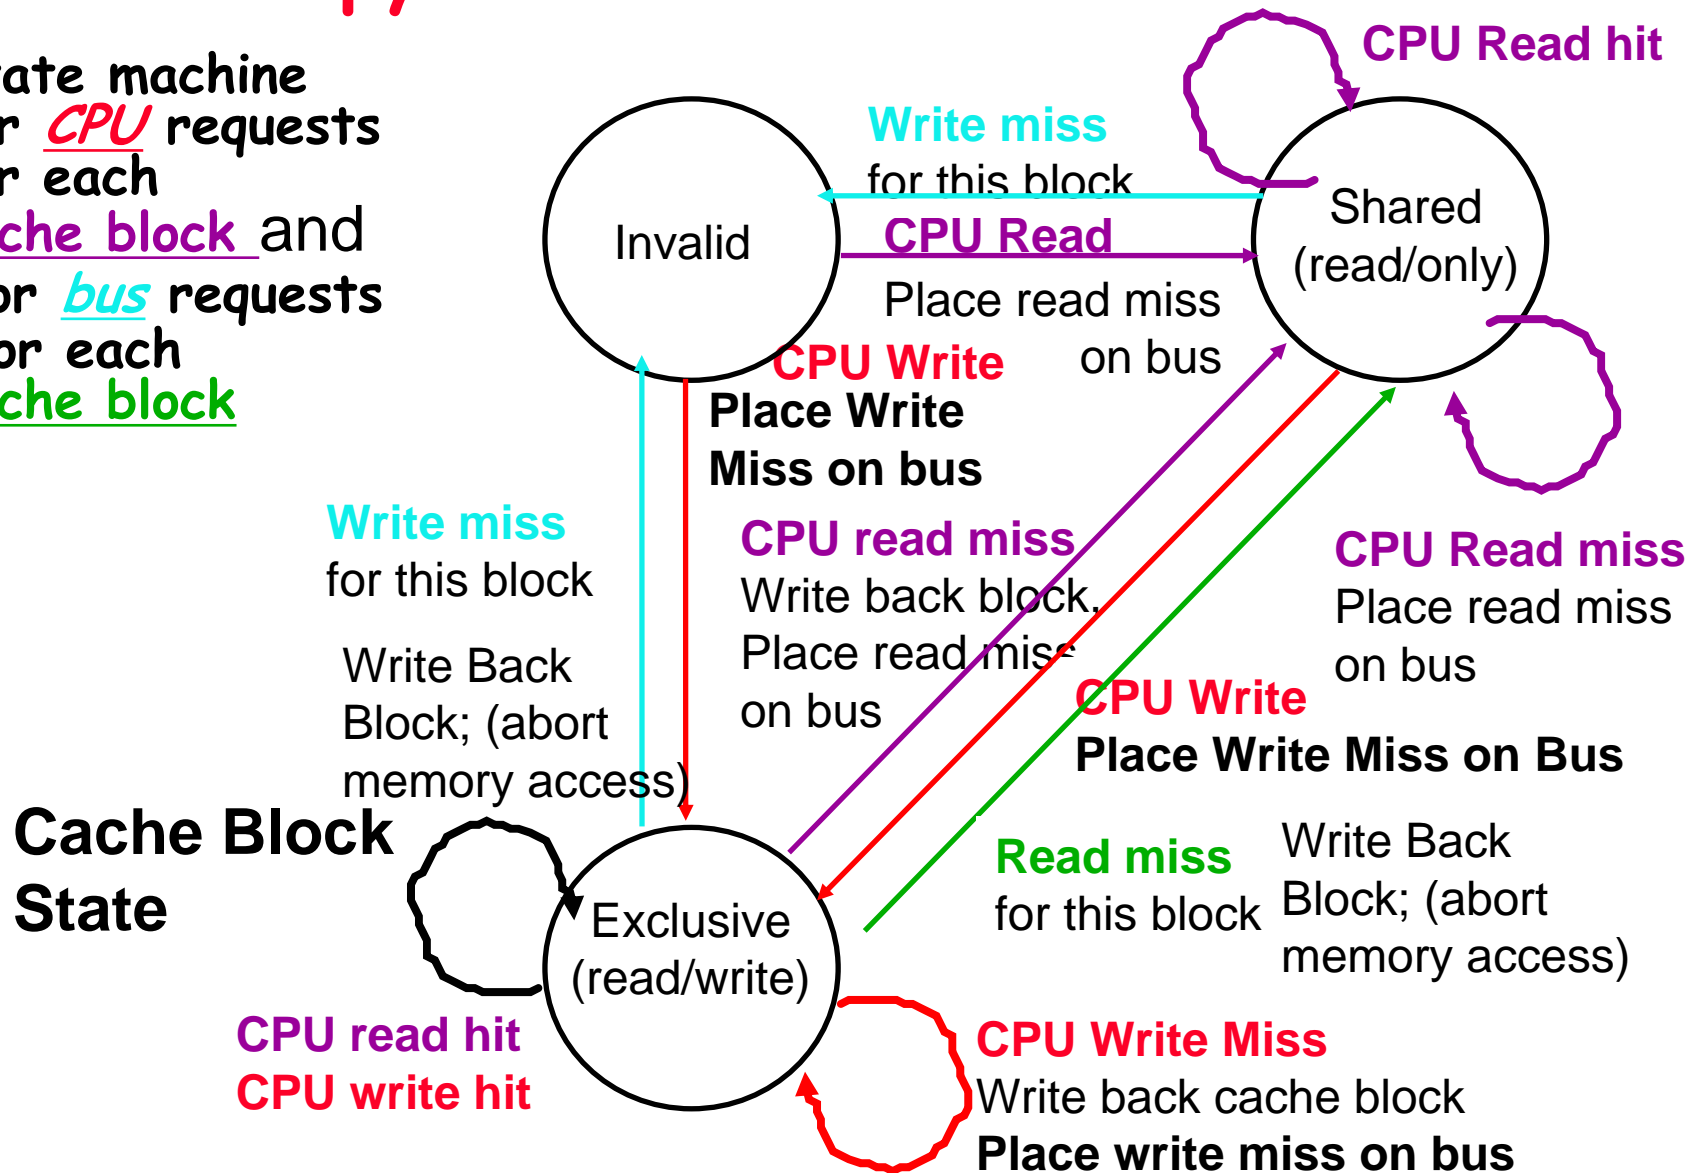 ate machine
r CPU requests
r each
che block and
or bus requests
or each
che block
CPU Read hit
Write miss
for this block
Invalid
Shared
(read/only)
CPU Read
Place read miss
on bus
CPU Write
Place Write
Miss on bus
Write miss
for this block
Write Back
Block; (abort
memory access)
CPU read miss
Write back block,
Place read miss
on bus
CPU Read miss
Place read miss
on bus
CPU Write
Place Write Miss on Bus
Cache Block
State
Read miss
for this block
Write Back
Block; (abort
memory access)
Exclusive
(read/write)
CPU read hit
CPU write hit
CPU Write Miss
Write back cache block
Place write miss on bus